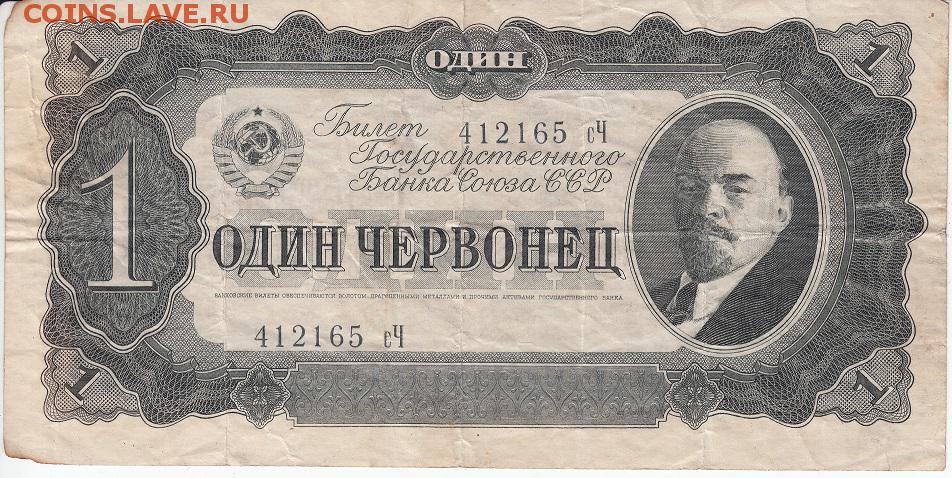 COINS.LAVE.RU
1 ОДИН 1
Билет 412165 сЧ
Государственного
Банка Союза ССР
1
ОДИН ЧЕРВОНЕЦ
БАНКОВСКИЕ БИЛЕТЫ ОБЕСПЕЧИВАЮТСЯ ЗОЛОТОМ, ДРАГОЦЕННЫМИ МЕТАЛЛАМИ И ПРОЧИМИ АКТИВАМИ ГОСУДАРСТВЕННОГО БАНКА
412165 сЧ
1 1